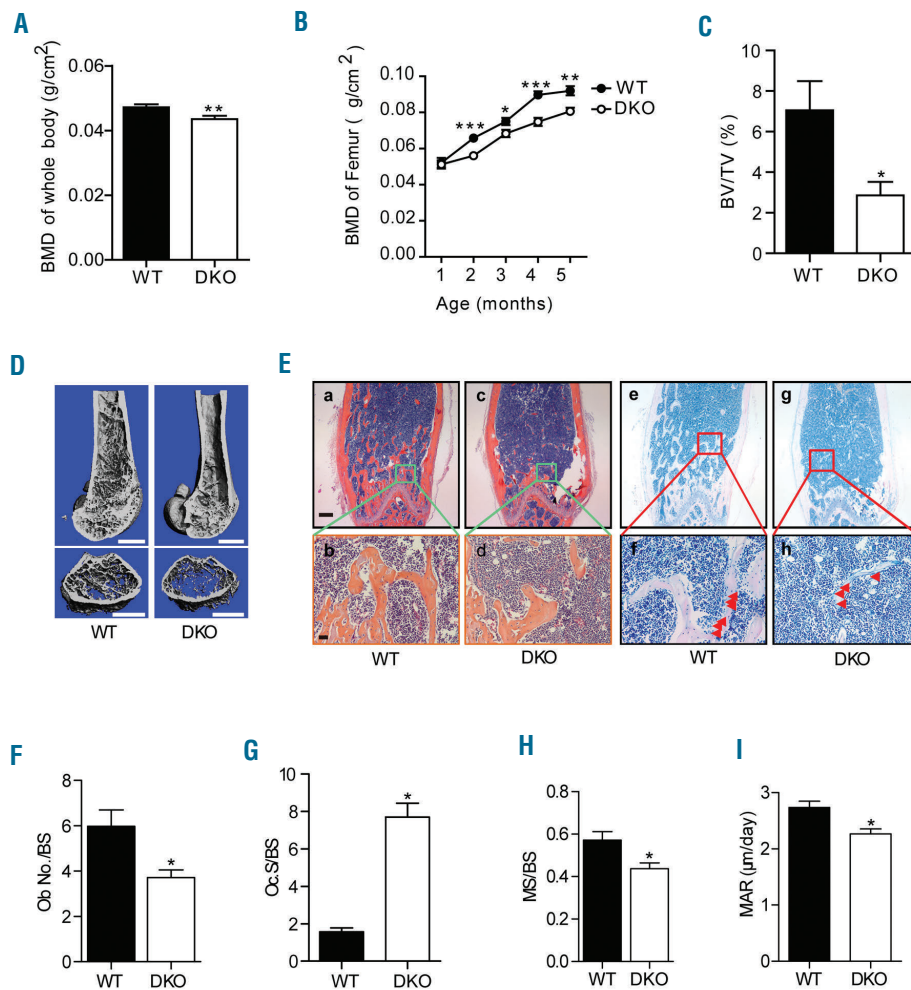 A
BMD of whole body (g/cm²)
0.06
0.04
0.02
0.00
WT
DKO
**
B
BMD of Femur ( g/cm²)
0.10
0.08
0.06
0.04
0.02
0.00
***
*
***
**
WT
DKO
1
2
3
4
5
Age (months)
C
BV/TV (%)
10
8
6
4
2
0
*
WT
DKO
D
WT
DKO
E
a
c
e
g
b
d
f
h
WT
DKO
WT
DKO
F
Ob No./BS
8
6
4
2
0
*
WT
DKO
G
Oc.S/BS
10
8
6
4
2
0
*
WT
DKO
H
MS/BS
0.8
0.6
0.4
0.2
0.0
*
WT
DKO
I
MAR (μm/day)
3
2
1
0
*
WT
DKO